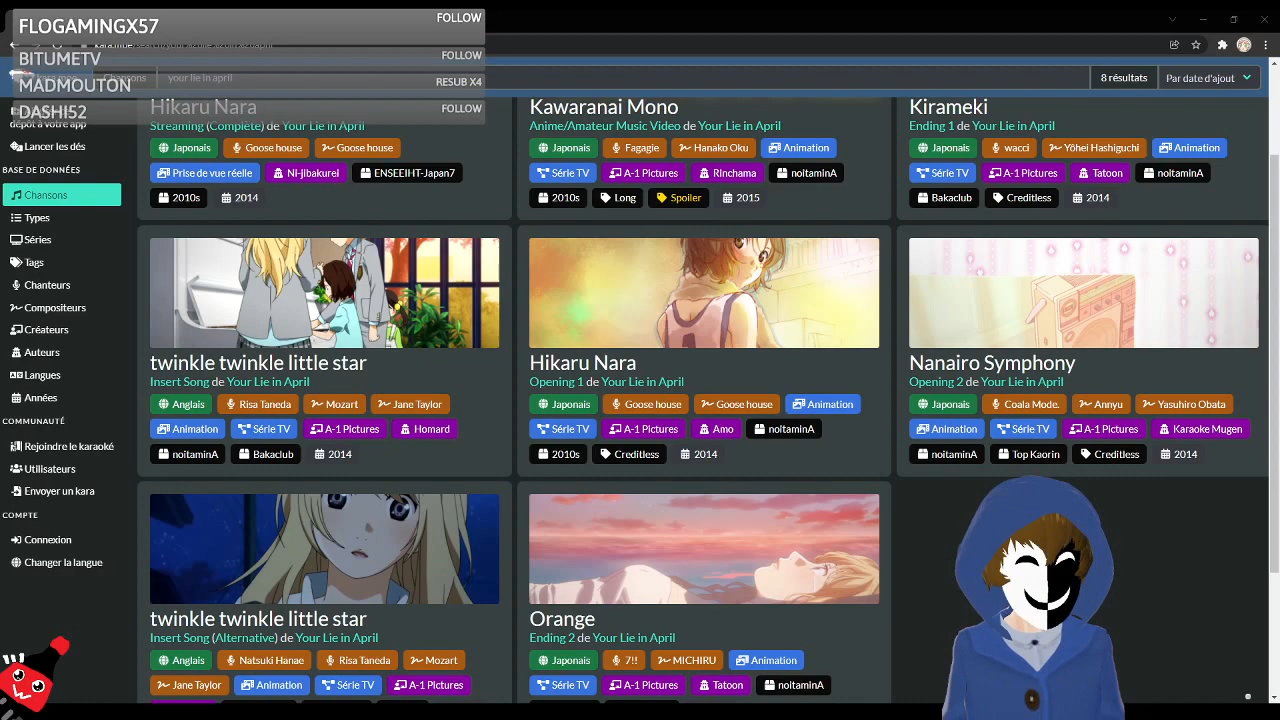 FLOGAMINGX57 FOLLOW
BITUMETV FOLLOW
MADMOUTON RESUB X4
DASHI52 FOLLOW
Chansons your lie in april 8 résultats Par date d'ajout
dépôt à votre app
Lancer les dés
BASE DE DONNÉES
Chansons
Types
Séries
Tags
Chanteurs
Compositeurs
Créateurs
Auteurs
Langues
Années
COMMUNAUTÉ
Rejoindre le karaoké
Utilisateurs
Envoyer un kara
COMPTE
Connexion
Changer la langue
Hikaru Nara
Streaming (Complete) de Your Lie in April
Japonais Goose house Goose house
Prise de vue réelle Ni-jibakurei ENSEEIHT-Japan7
2010s 2014
Kawaranai Mono
Anime/Amateur Music Video de Your Lie in April
Japonais Fagagie Hanako Oku Animation
Série TV A-1 Pictures Rinchama noitaminA
2010s Long Spoiler 2015
Kirameki
Ending 1 de Your Lie in April
Japonais wacci Yôhei Hashiguchi Animation
Série TV A-1 Pictures Tatoon noitaminA
Bakaclub Creditless 2014
twinkle twinkle little star
Insert Song de Your Lie in April
Anglais Risa Taneda Mozart Jane Taylor
Animation Série TV A-1 Pictures Homard
noitaminA Bakaclub 2014
Hikaru Nara
Opening 1 de Your Lie in April
Japonais Goose house Goose house Animation
Série TV A-1 Pictures Amo noitaminA
2010s Creditless 2014
Nanairo Symphony
Opening 2 de Your Lie in April
Japonais Coala Mode. Annyu Yasuhiro Obata
Animation Série TV A-1 Pictures Karaoke Mugen
noitaminA Top Kaorin Creditless 2014
twinkle twinkle little star
Insert Song (Alternative) de Your Lie in April
Anglais Natsuki Hanae Risa Taneda Mozart
Jane Taylor Animation Série TV A-1 Pictures
Orange
Ending 2 de Your Lie in April
Japonais 7!! MICHIRU Animation
Série TV A-1 Pictures Tatoon noitaminA